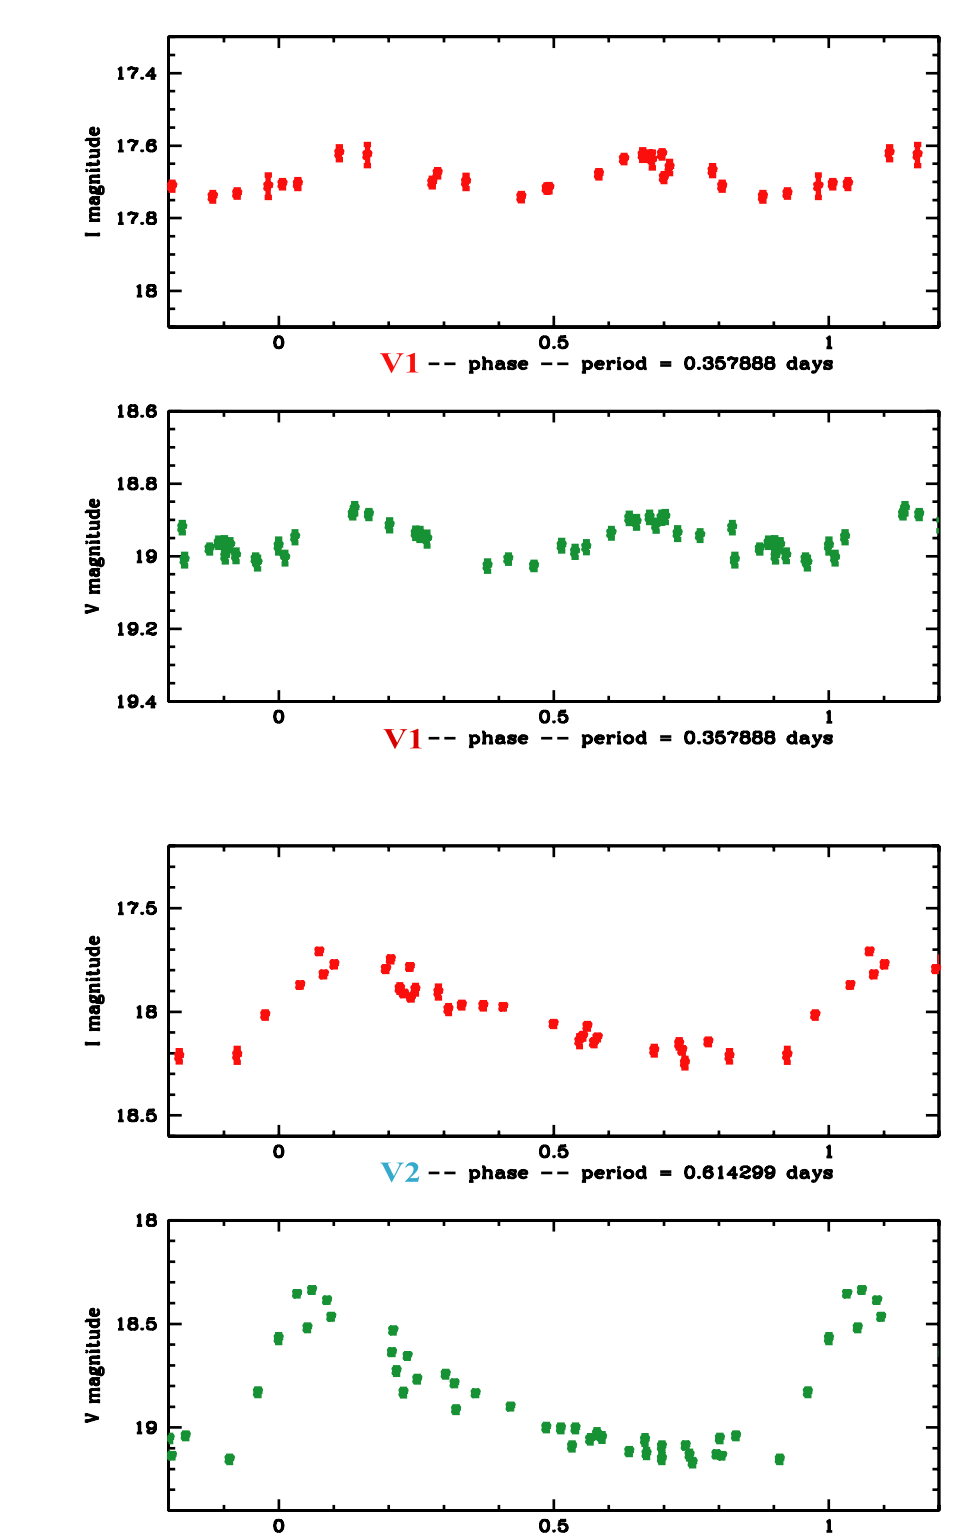 17.4
17.6
17.8
18
I magnitude
0 0.5 1
V1 -- phase -- period = 0.357888 days
18.6
18.8
19
19.2
19.4
V magnitude
0 0.5 1
V1 -- phase -- period = 0.357888 days
17.5
18
18.5
I magnitude
0 0.5 1
V2 -- phase -- period = 0.614299 days
18
18.5
19
V magnitude
0 0.5 1